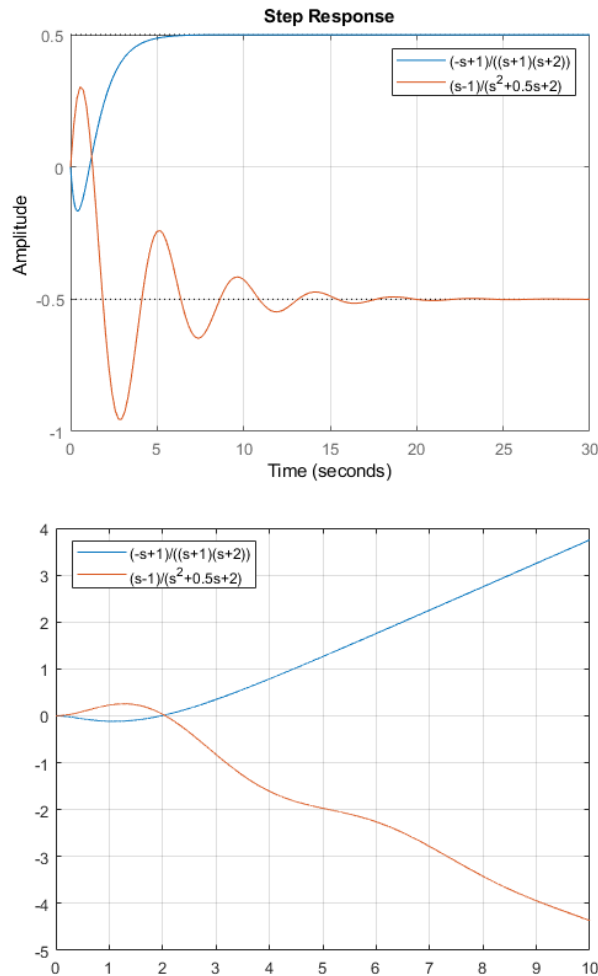 Step Response
0.5
0
-0.5
-1
Amplitude
(-s+1)/((s+1)(s+2))
(s-1)/(s²+0.5s+2)
0 5 10 15 20 25 30
Time (seconds)
4
3
2
1
0
-1
-2
-3
-4
-5
(-s+1)/((s+1)(s+2))
(s-1)/(s²+0.5s+2)
0 1 2 3 4 5 6 7 8 9 10